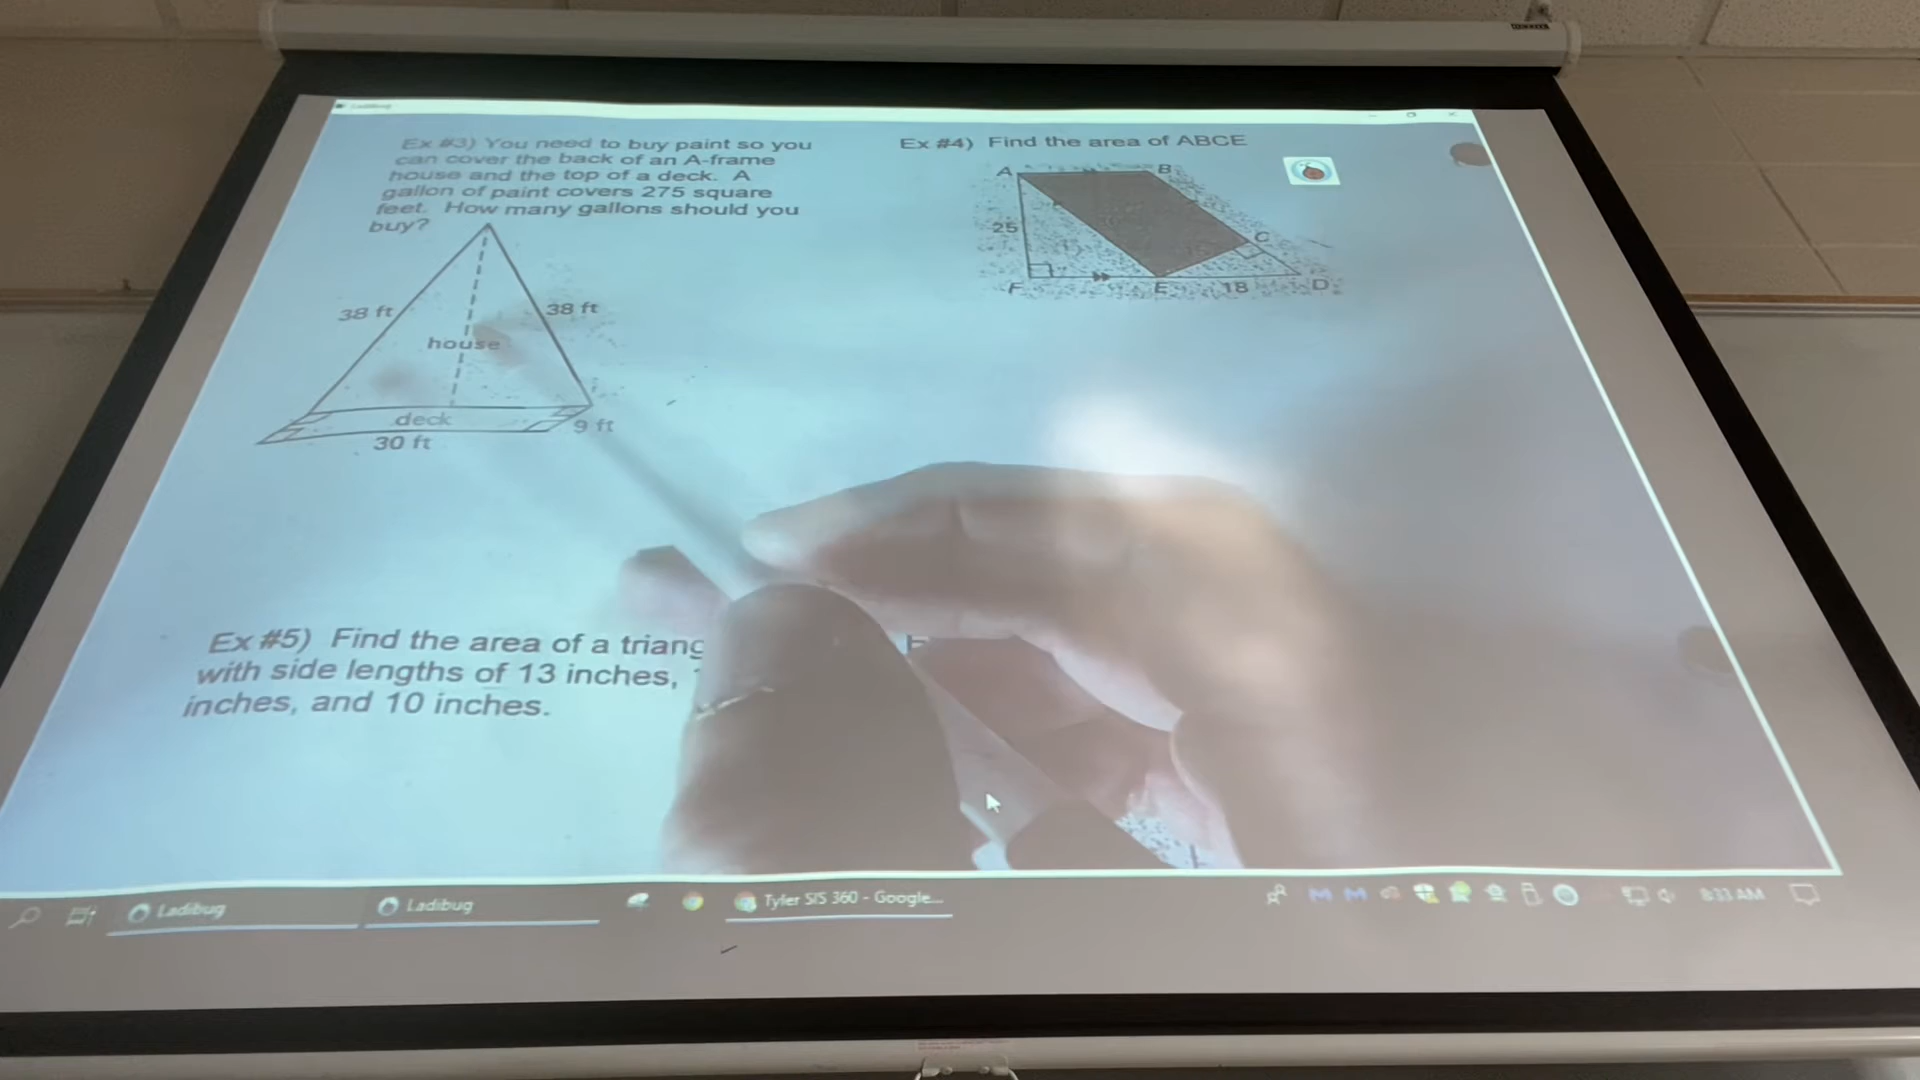 Ladibug
Ex #3) You need to buy paint so you
can cover the back of an A-frame
house and the top of a deck. A
gallon of paint covers 275 square
feet. How many gallons should you
buy?
38 ft
38 ft
house
deck
9 ft
30 ft
Ex #4) Find the area of ABCE
A
B
25
C
F
E
18
D
Ex #5) Find the area of a triang
with side lengths of 13 inches,
inches, and 10 inches.
Ladibug
Ladibug
Tyler SIS 360 - Google...
8:33 AM